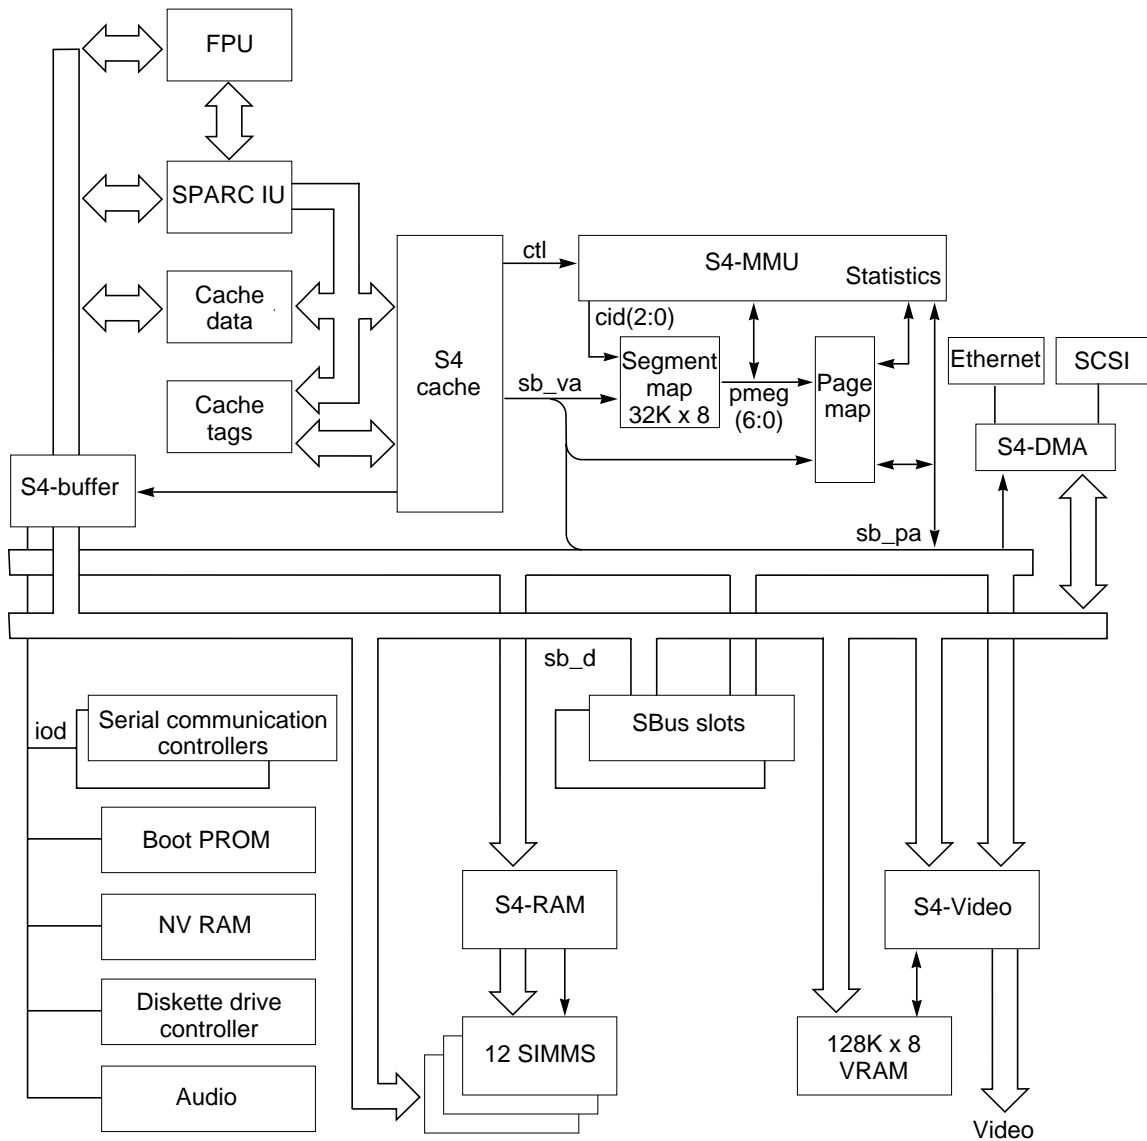 FPU
SPARC IU
Cache
data
Cache
tags
S4-buffer
S4
cache
ctl
S4-MMU
Statistics
cid(2:0)
Segment
map
32K x 8
sb_va
pmeg
(6:0)
Page
map
Ethernet
SCSI
S4-DMA
sb_pa
sb_d
iod
Serial communication
controllers
SBus slots
Boot PROM
NV RAM
Diskette drive
controller
Audio
S4-RAM
12 SIMMS
S4-Video
128K x 8
VRAM
Video